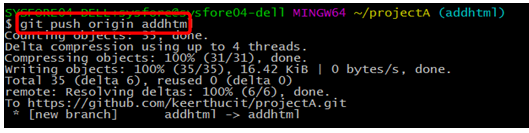 SYSFORE04-DELL+sysfore@sysfore04-dell MINGW64 ~/projectA (addhtml)
$ git push origin addhtm
Counting objects: 35, done.
Delta compression using up to 4 threads.
Compressing objects: 100% (31/31), done.
Writing objects: 100% (35/35), 16.42 KiB | 0 bytes/s, done.
Total 35 (delta 6), reused 0 (delta 0)
remote: Resolving deltas: 100% (6/6), done.
To https://github.com/keerthucit/projectA.git
 * [new branch]      addhtml -> addhtml